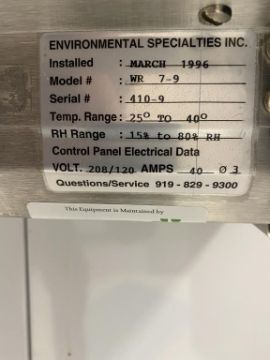 ENVIRONMENTAL SPECIALTIES INC.
Installed : MARCH 1996
Model # : WR 7-9
Serial # : 410-9
Temp. Range : 25° TO 40°
RH Range : 15% to 80% RH
Control Panel Electrical Data
VOLT. 208/120 AMPS 40 Ø 3
Questions/Service 919-829-9300
This Equipment is Maintained by